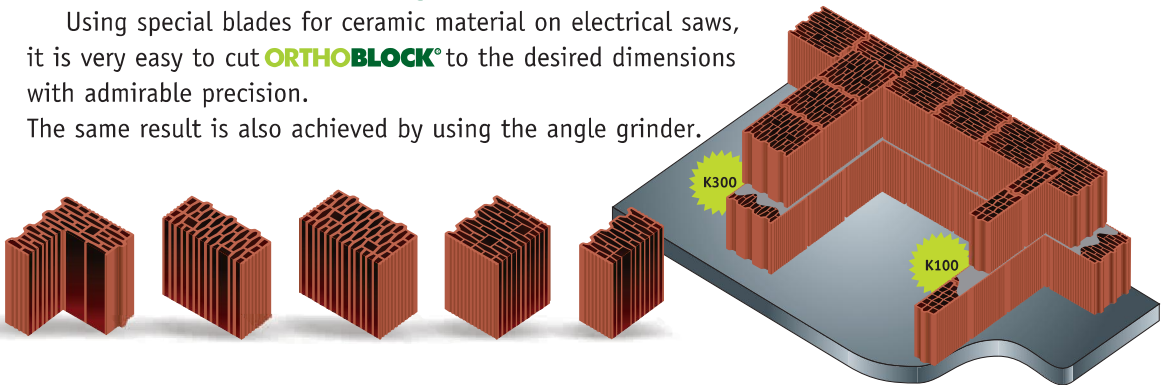 Using special blades for ceramic material on electrical saws,
it is very easy to cut ORTHOBLOCK® to the desired dimensions
with admirable precision.
The same result is also achieved by using the angle grinder.
K300
K100